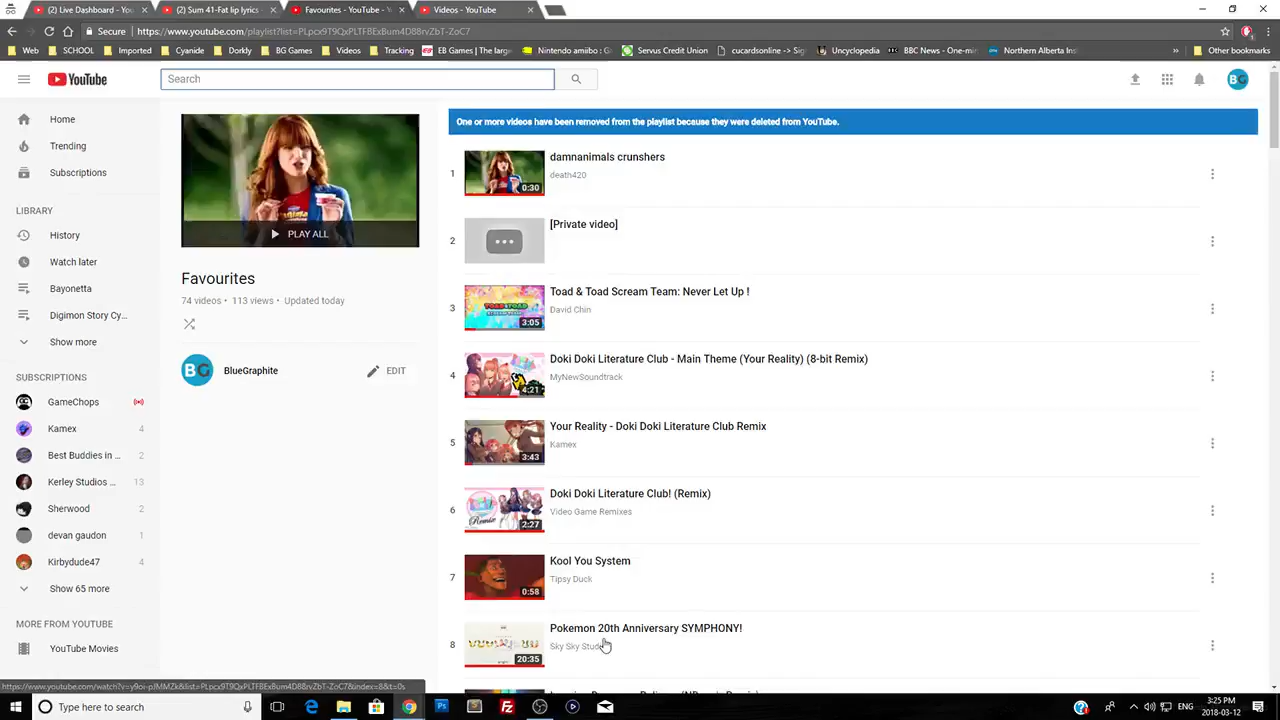 (2) Live Dashboard - You
(2) Sum 41-Fat lip lyrics -
Favourites - YouTube - Y
Videos - YouTube
Secure https://www.youtube.com/playlist?list=
Web SCHOOL Imported Cyanide Dorkly BG Games Videos Tracking EB Games | The large Nintendo amiibo: Servus Credit Union cucardsonline -> Sig Uncyclopedia BBC News - One-min Northern Alberta Ins » Other bookmarks
YouTube
Search
BG
Home
Trending
Subscriptions
LIBRARY
History
Watch later
Bayonetta
Digimon Story Cy...
Show more
SUBSCRIPTIONS
GameChops
Kamex 4
Best Buddies in ... 2
Kerley Studios ... 13
Sherwood 2
devan gaudon 1
Kirbydude47 4
Show 65 more
MORE FROM YOUTUBE
YouTube Movies
PLAY ALL
Favourites
74 videos • 113 views • Updated today
BG BlueGraphite EDIT
One or more videos have been removed from the playlist because they were deleted from YouTube.
1 damnanimals crunshers
death420
0:30
2 [Private video]
3 Toad & Toad Scream Team: Never Let Up !
David Chin
3:05
4 Doki Doki Literature Club - Main Theme (Your Reality) (8-bit Remix)
MyNewSoundtrack
4:21
5 Your Reality - Doki Doki Literature Club Remix
Kamex
3:43
6 Doki Doki Literature Club! (Remix)
Video Game Remixes
2:27
7 Kool You System
Tipsy Duck
0:58
8 Pokemon 20th Anniversary SYMPHONY!
Sky Sky
20:35
Type here to search
ENG
3:25 PM
2018-03-12